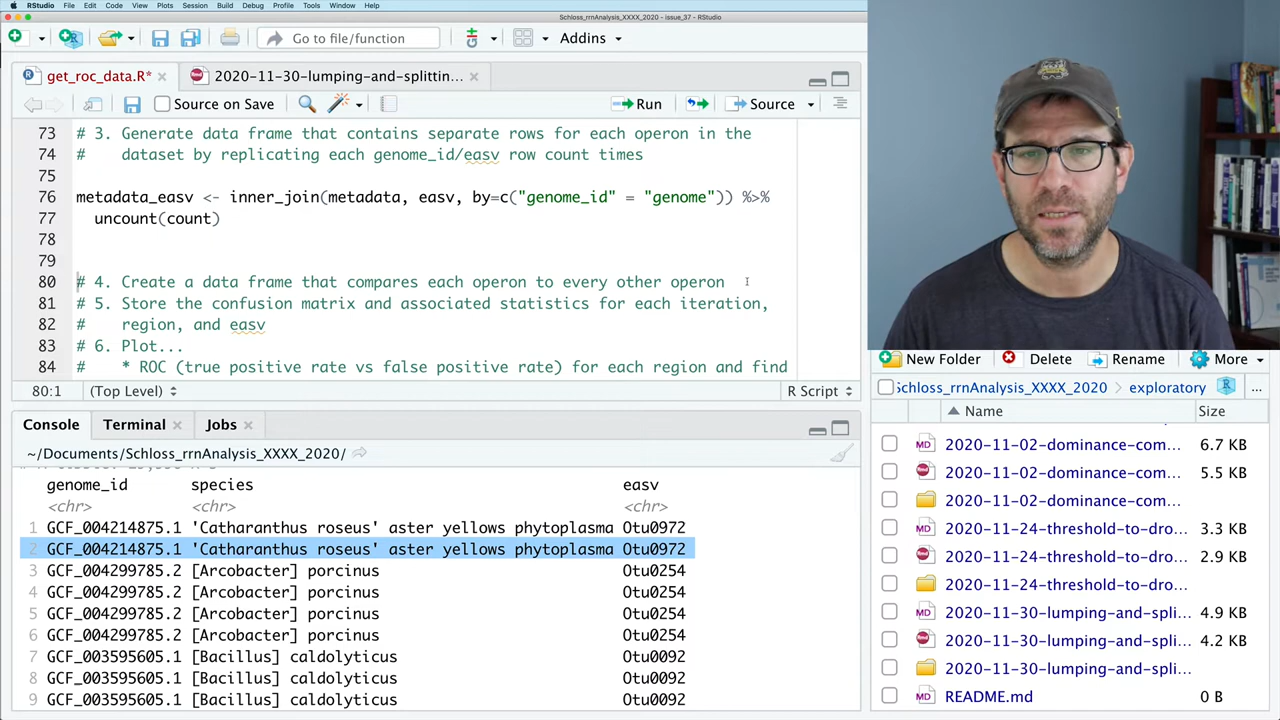 RStudio File Edit Code View Plots Session Build Debug Profile Tools Window Help
Schloss_rrnAnalysis_XXXX_2020 - issue_37 - RStudio
Go to file/function Addins
get_roc_data.R* 2020-11-30-lumping-and-splittin...
Source on Save Run Source
73 # 3. Generate data frame that contains separate rows for each operon in the
74 # dataset by replicating each genome_id/easv row count times
75
76 metadata_easv <- inner_join(metadata, easv, by=c("genome_id" = "genome")) %>%
77 uncount(count)
78
79
80 # 4. Create a data frame that compares each operon to every other operon
81 # 5. Store the confusion matrix and associated statistics for each iteration,
82 # region, and easv
83 # 6. Plot...
84 # * ROC (true positive rate vs false positive rate) for each region and find
80:1 (Top Level) R Script
Console Terminal Jobs
~/Documents/Schloss_rrnAnalysis_XXXX_2020/
genome_id species easv
<chr> <chr> <chr>
1 GCF_004214875.1 'Catharanthus roseus' aster yellows phytoplasma Otu0972
2 GCF_004214875.1 'Catharanthus roseus' aster yellows phytoplasma Otu0972
3 GCF_004299785.2 [Arcobacter] porcinus Otu0254
4 GCF_004299785.2 [Arcobacter] porcinus Otu0254
5 GCF_004299785.2 [Arcobacter] porcinus Otu0254
6 GCF_004299785.2 [Arcobacter] porcinus Otu0254
7 GCF_003595605.1 [Bacillus] caldolyticus Otu0092
8 GCF_003595605.1 [Bacillus] caldolyticus Otu0092
9 GCF_003595605.1 [Bacillus] caldolyticus Otu0092
New Folder Delete Rename More
Schloss_rrnAnalysis_XXXX_2020 > exploratory ...
Name Size
2020-11-02-dominance-com... 6.7 KB
2020-11-02-dominance-com... 5.5 KB
2020-11-02-dominance-com...
2020-11-24-threshold-to-dro... 3.3 KB
2020-11-24-threshold-to-dro... 2.9 KB
2020-11-24-threshold-to-dro...
2020-11-30-lumping-and-spli... 4.9 KB
2020-11-30-lumping-and-spli... 4.2 KB
2020-11-30-lumping-and-spli...
README.md 0 B